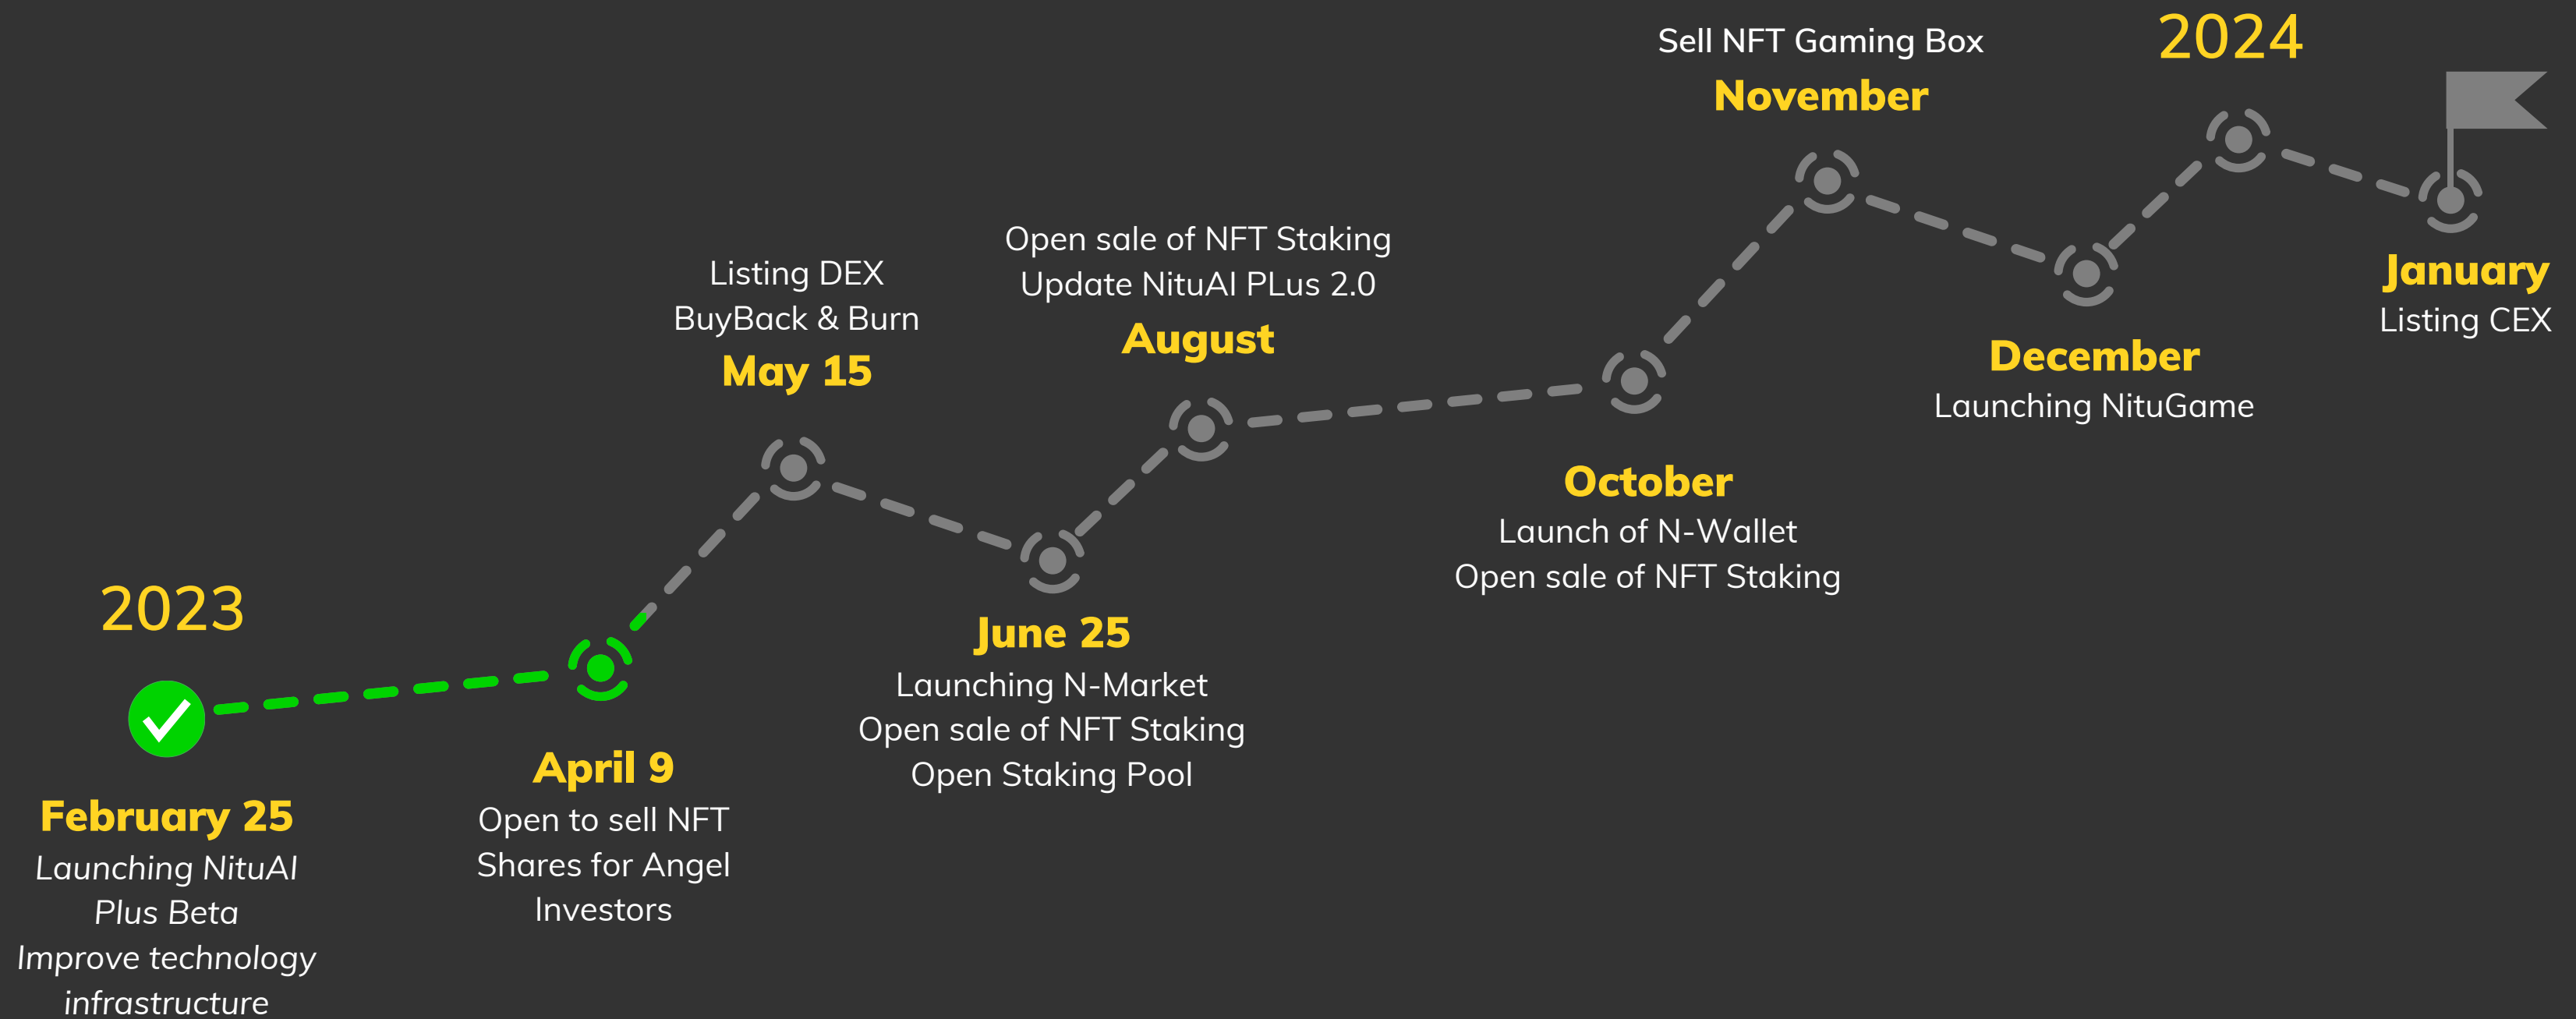 2023
February 25
Launching NituAI
Plus Beta
Improve technology
infrastructure
April 9
Open to sell NFT
Shares for Angel
Investors
Listing DEX
BuyBack & Burn
May 15
June 25
Launching N-Market
Open sale of NFT Staking
Open Staking Pool
Open sale of NFT Staking
Update NituAI PLus 2.0
August
October
Launch of N-Wallet
Open sale of NFT Staking
Sell NFT Gaming Box
November
December
Launching NituGame
2024
January
Listing CEX